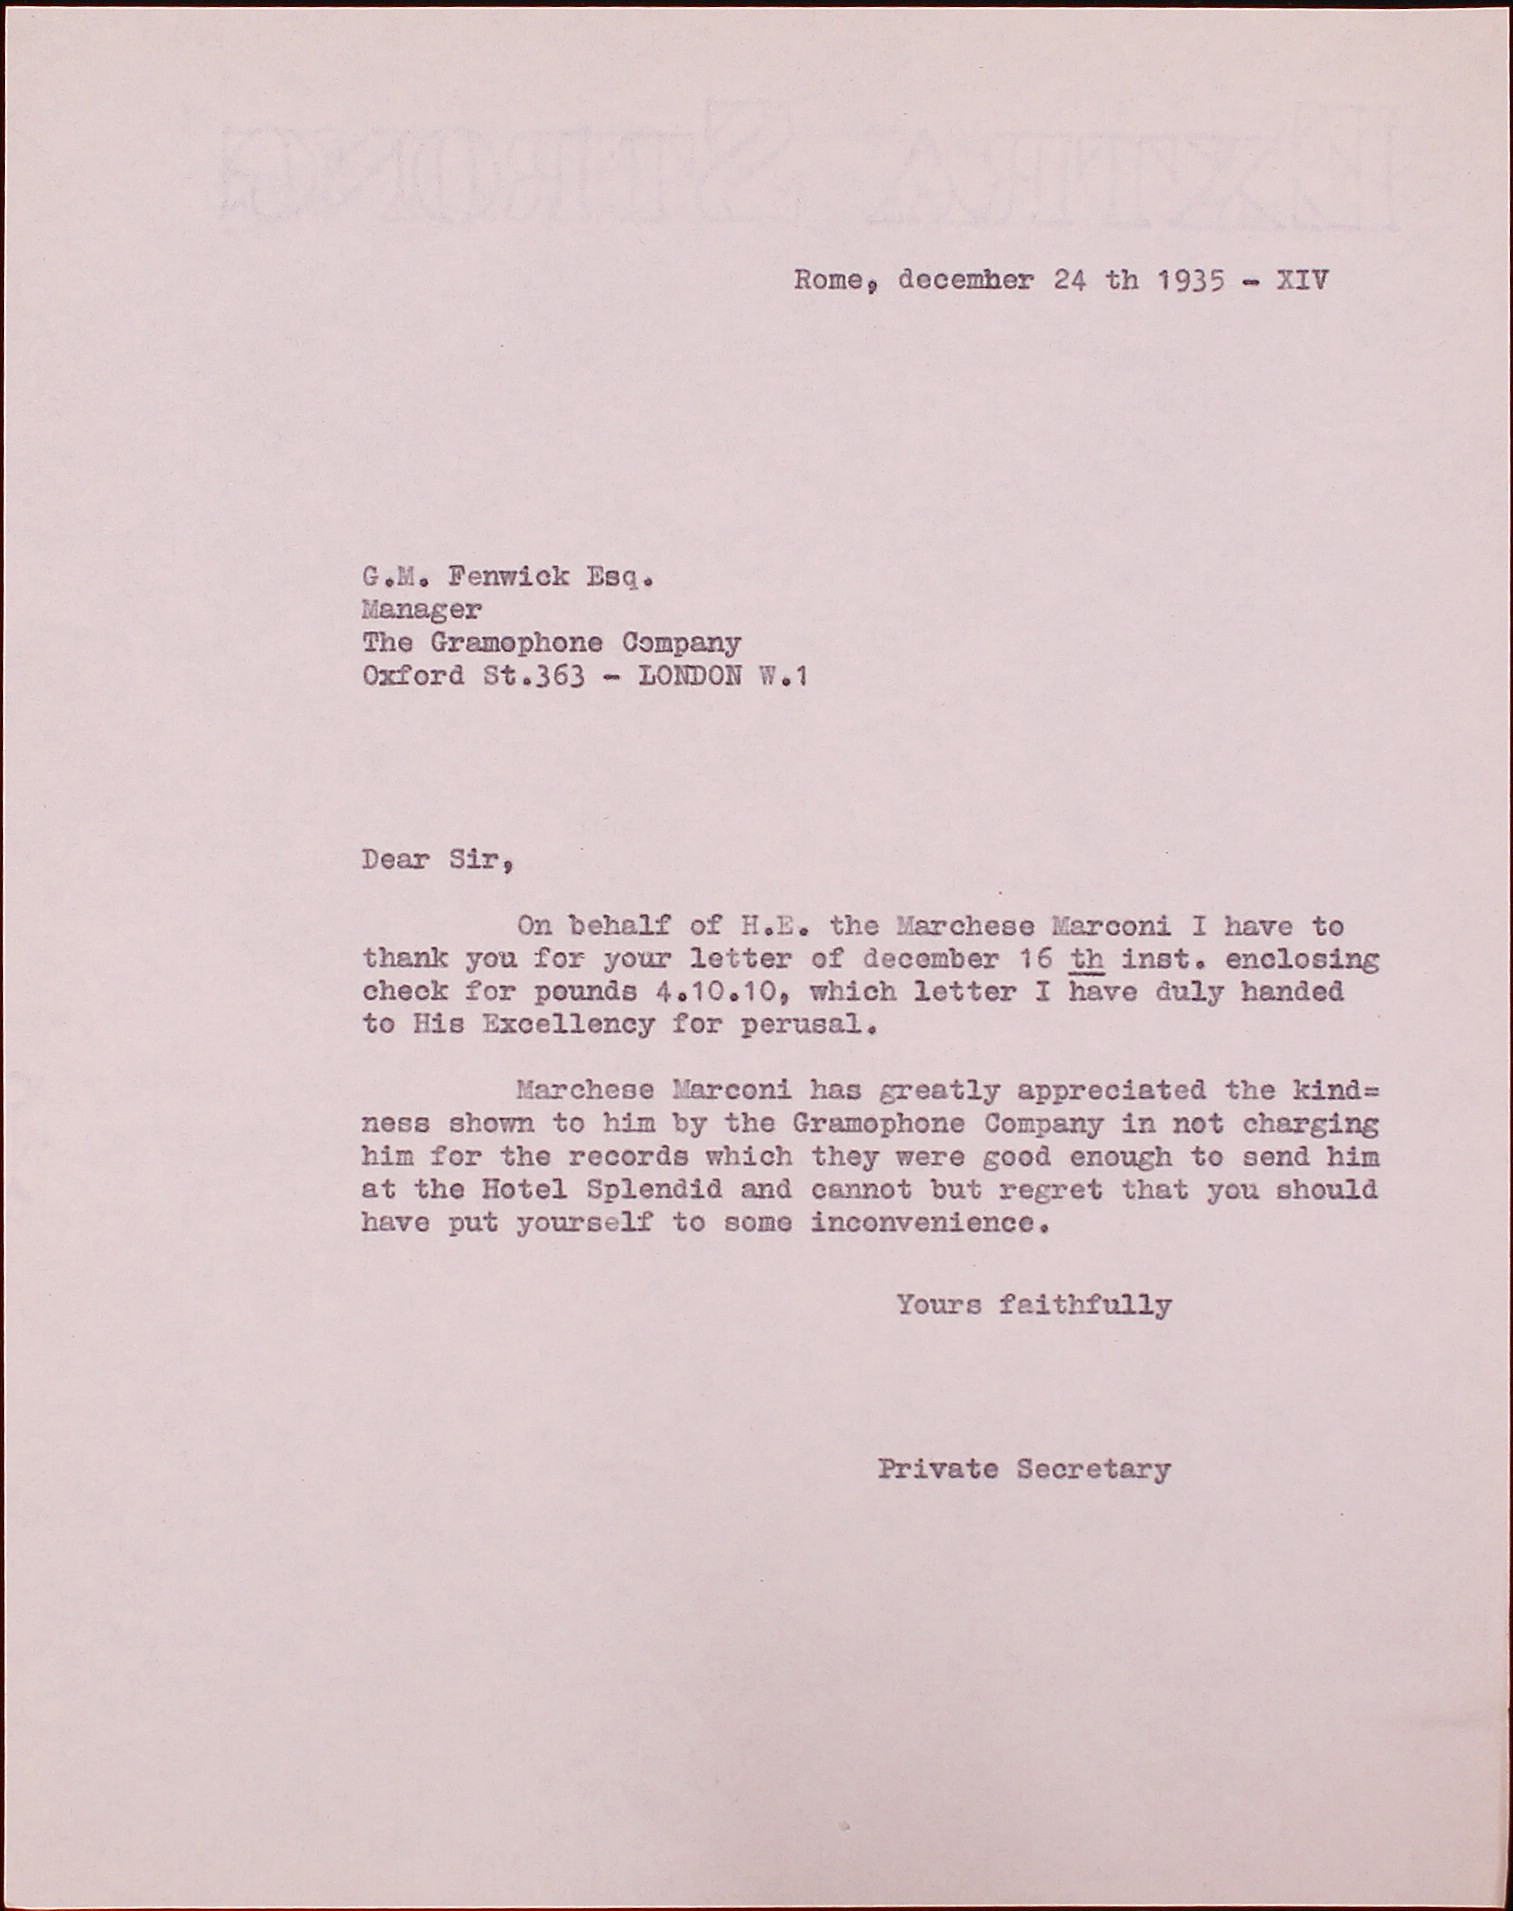 EXTRA STRONG
Rome, december 24 th 1935 - XIV
G.M. Fenwick Esq.
Manager
The Gramophone Company
Oxford St.363 - LONDON W.1
Dear Sir,
On behalf of H.E. the Marchese Marconi I have to
thank you for your letter of december 16 th inst. enclosing
check for pounds 4.10.10, which letter I have duly handed
to His Excellency for perusal.
Marchese Marconi has greatly appreciated the kind=
ness shown to him by the Gramophone Company in not charging
him for the records which they were good enough to send him
at the Hotel Splendid and cannot but regret that you should
have put yourself to some inconvenience.
Yours faithfully
Private Secretary